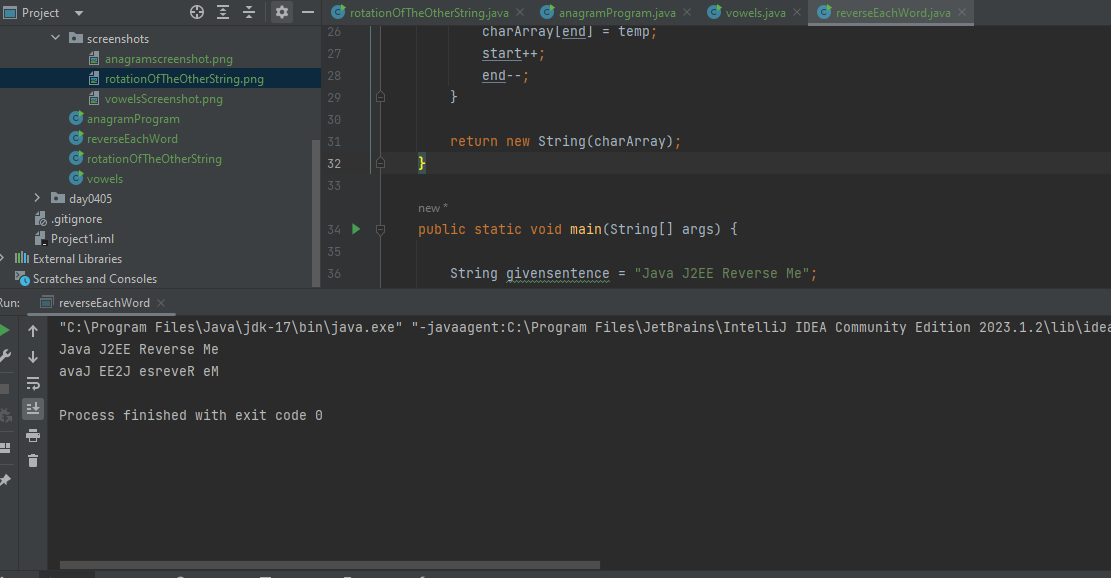 Project
screenshots
anagramscreenshot.png
rotationOfTheOtherString.png
vowelsScreenshot.png
anagramProgram
reverseEachWord
rotationOfTheOtherString
vowels
day0405
.gitignore
Project1.iml
External Libraries
Scratches and Consoles
rotationOfTheOtherString.java
anagramProgram.java
vowels.java
reverseEachWord.java
26 charArray[end] = temp;
27 start++;
28 end--;
29 }
30
31 return new String(charArray);
32 }
33
new *
34 public static void main(String[] args) {
35
36 String givensentence = "Java J2EE Reverse Me";
Run:
reverseEachWord
"C:\Program Files\Java\jdk-17\bin\java.exe" "-javaagent:C:\Program Files\JetBrains\IntelliJ IDEA Community Edition 2023.1.2\lib\idea
Java J2EE Reverse Me
avaJ EE2J esreveR eM
Process finished with exit code 0